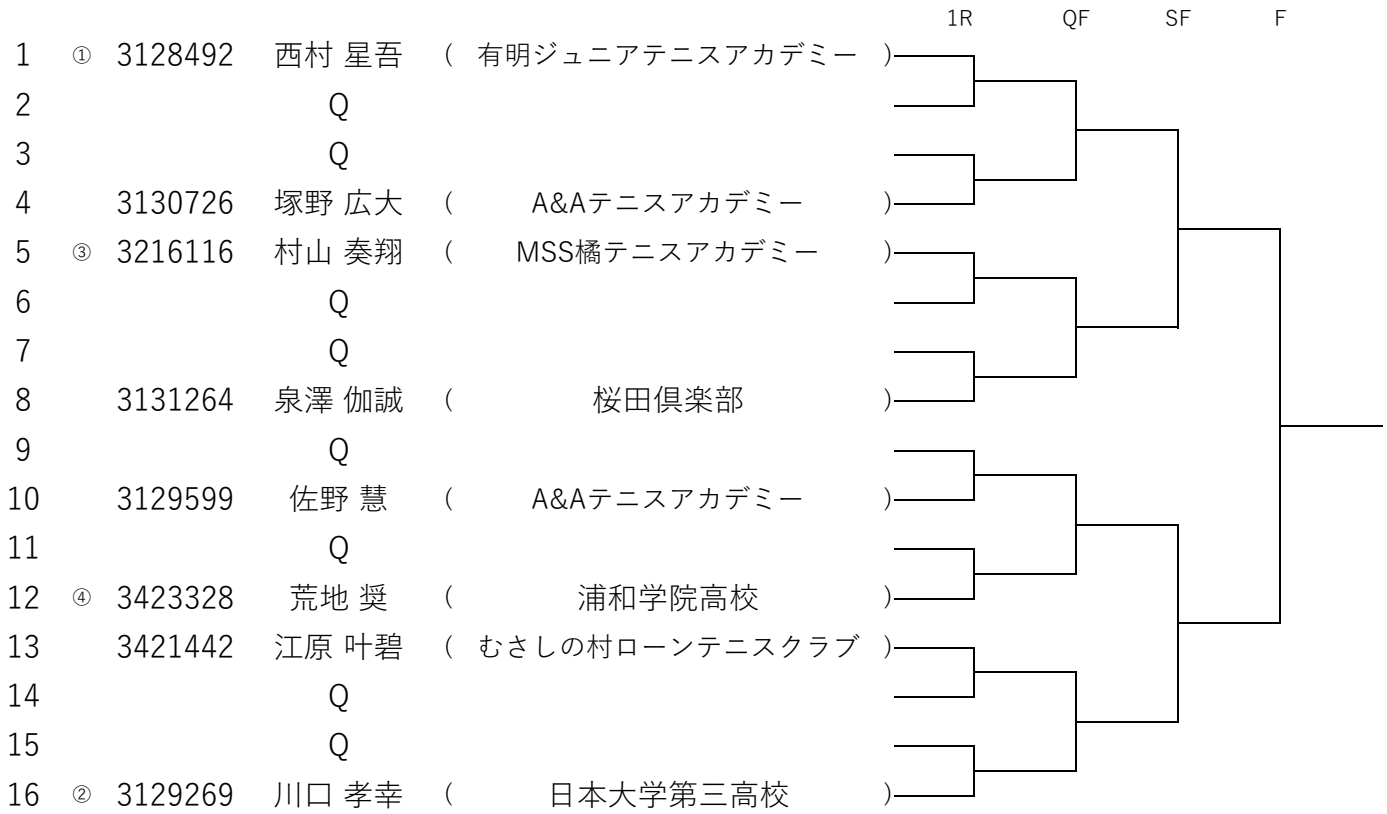 1R QF SF F
1 ① 3128492 西村 星吾 ( 有明ジュニアテニスアカデミー )
2 Q
3 Q
4 3130726 塚野 広大 ( A&Aテニスアカデミー )
5 ③ 3216116 村山 奏翔 ( MSS橘テニスアカデミー )
6 Q
7 Q
8 3131264 泉澤 伽誠 ( 桜田倶楽部 )
9 Q
10 3129599 佐野 慧 ( A&Aテニスアカデミー )
11 Q
12 ④ 3423328 荒地 奨 ( 浦和学院高校 )
13 3421442 江原 叶碧 ( むさしの村ローンテニスクラブ )
14 Q
15 Q
16 ② 3129269 川口 孝幸 ( 日本大学第三高校 )